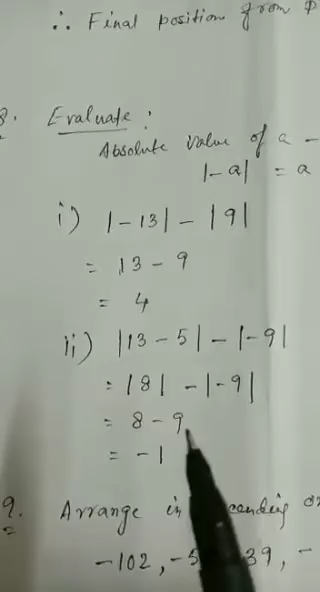 ∴ Final position from
8. Evaluate :
Absolute value of a -
|-a| = a
i) |-13| - |9|
= 13 - 9
= 4
ii) |13 - 5| - |-9|
= |8| - |-9|
= 8 - 9
= -1
9. Arrange in
-102, 39, -